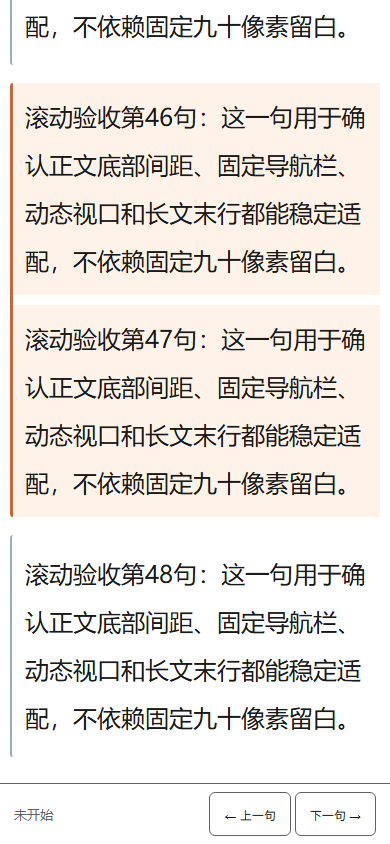 配，不依赖固定九十像素留白。
滚动验收第46句：这一句用于确
认正文底部间距、固定导航栏、
动态视口和长文末行都能稳定适
配，不依赖固定九十像素留白。
滚动验收第47句：这一句用于确
认正文底部间距、固定导航栏、
动态视口和长文末行都能稳定适
配，不依赖固定九十像素留白。
滚动验收第48句：这一句用于确
认正文底部间距、固定导航栏、
动态视口和长文末行都能稳定适
配，不依赖固定九十像素留白。
未开始 ← 上一句 下一句 →